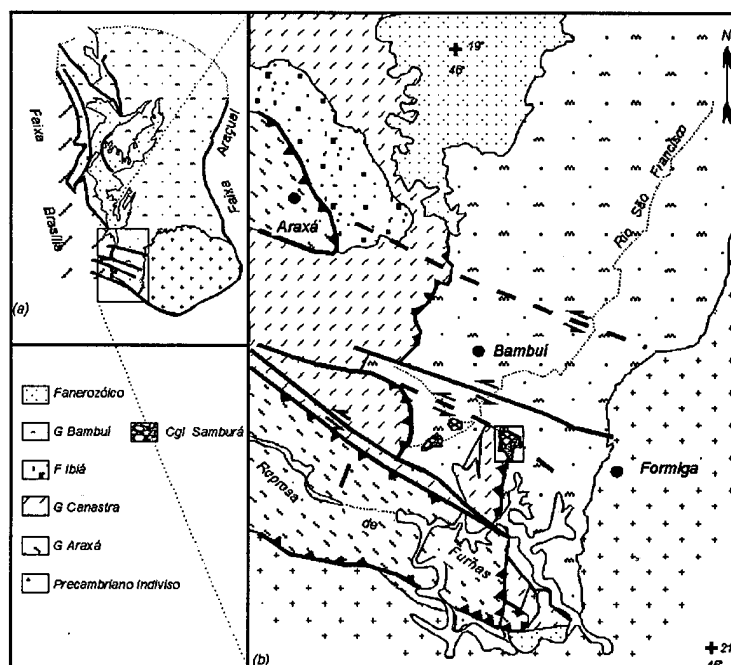 Faixa
Brasília
Araçuaí
Faixa
(a)
Fanerozóico
G Bambuí
Cgl Samburá
F Ibiá
G Canastra
G Araxá
Precambriano Indiviso
N
19°
46°
Rio São Francisco
Araxá
Bambuí
Formiga
Represa
de
Furnas
(b)